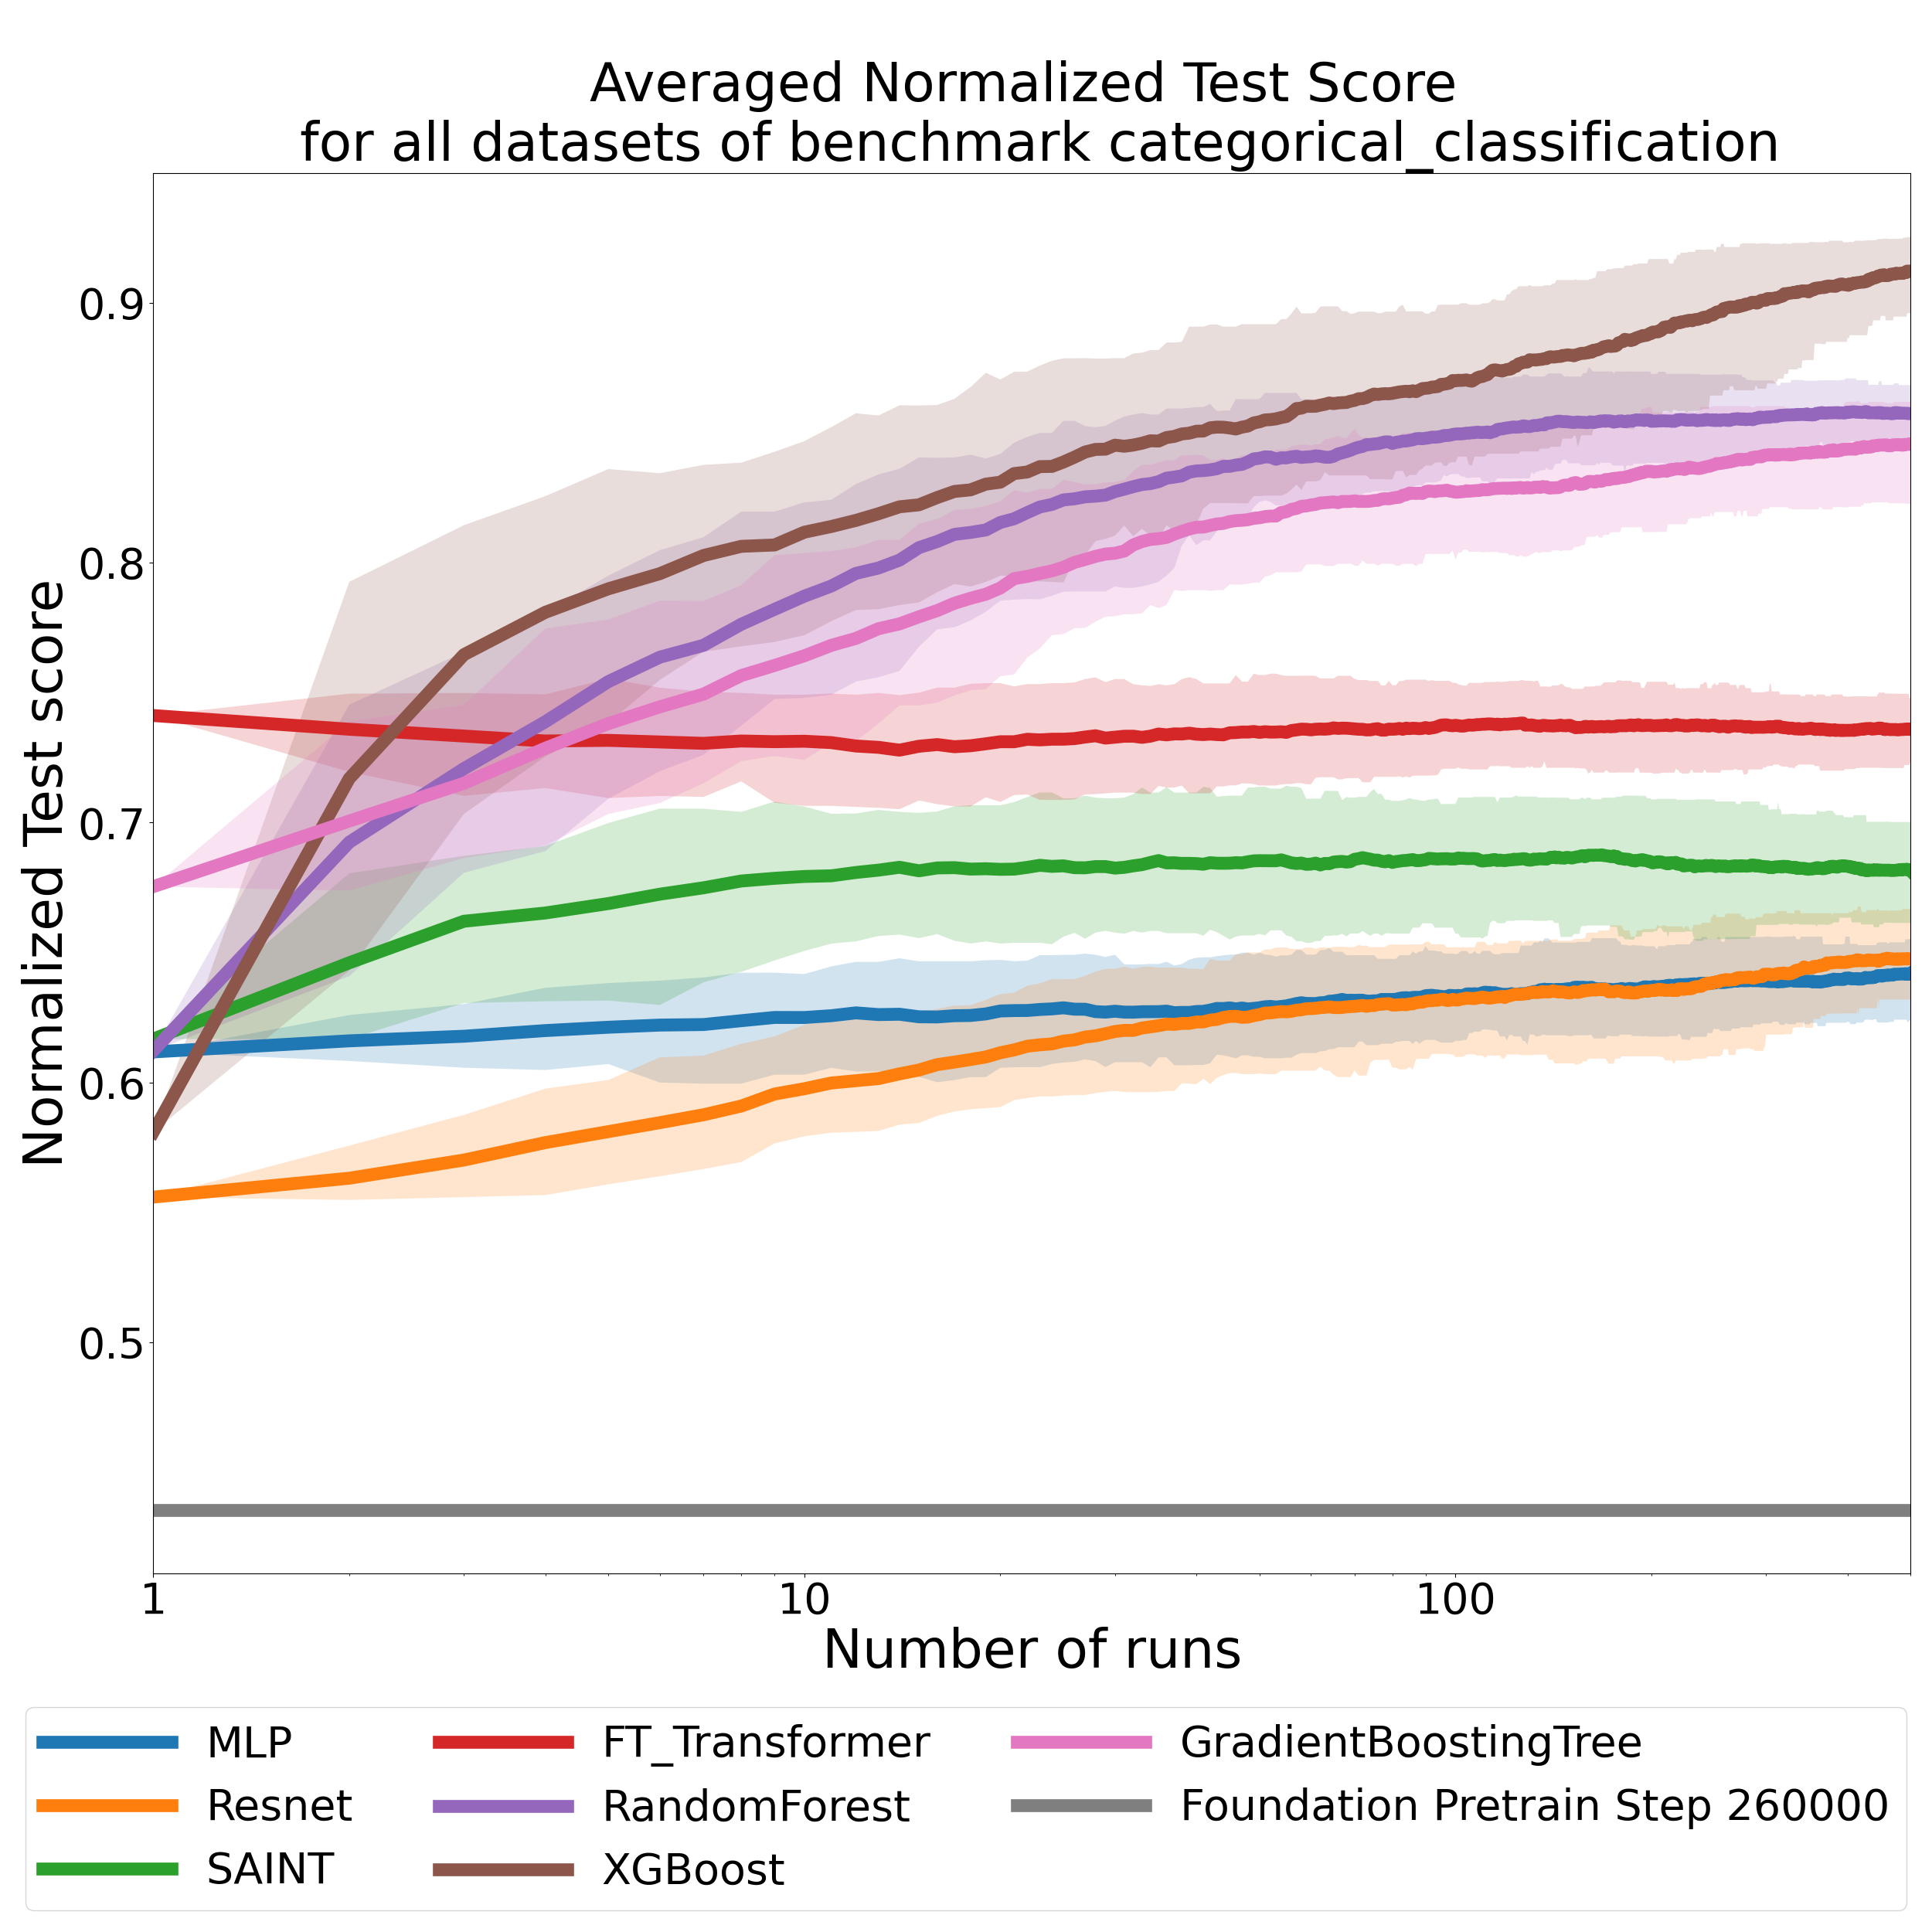 Averaged Normalized Test Score
for all datasets of benchmark categorical_classification
Normalized Test score
0.9
0.8
0.7
0.6
0.5
1
10
100
Number of runs
MLP
Resnet
SAINT
FT_Transformer
RandomForest
XGBoost
GradientBoostingTree
Foundation Pretrain Step 260000